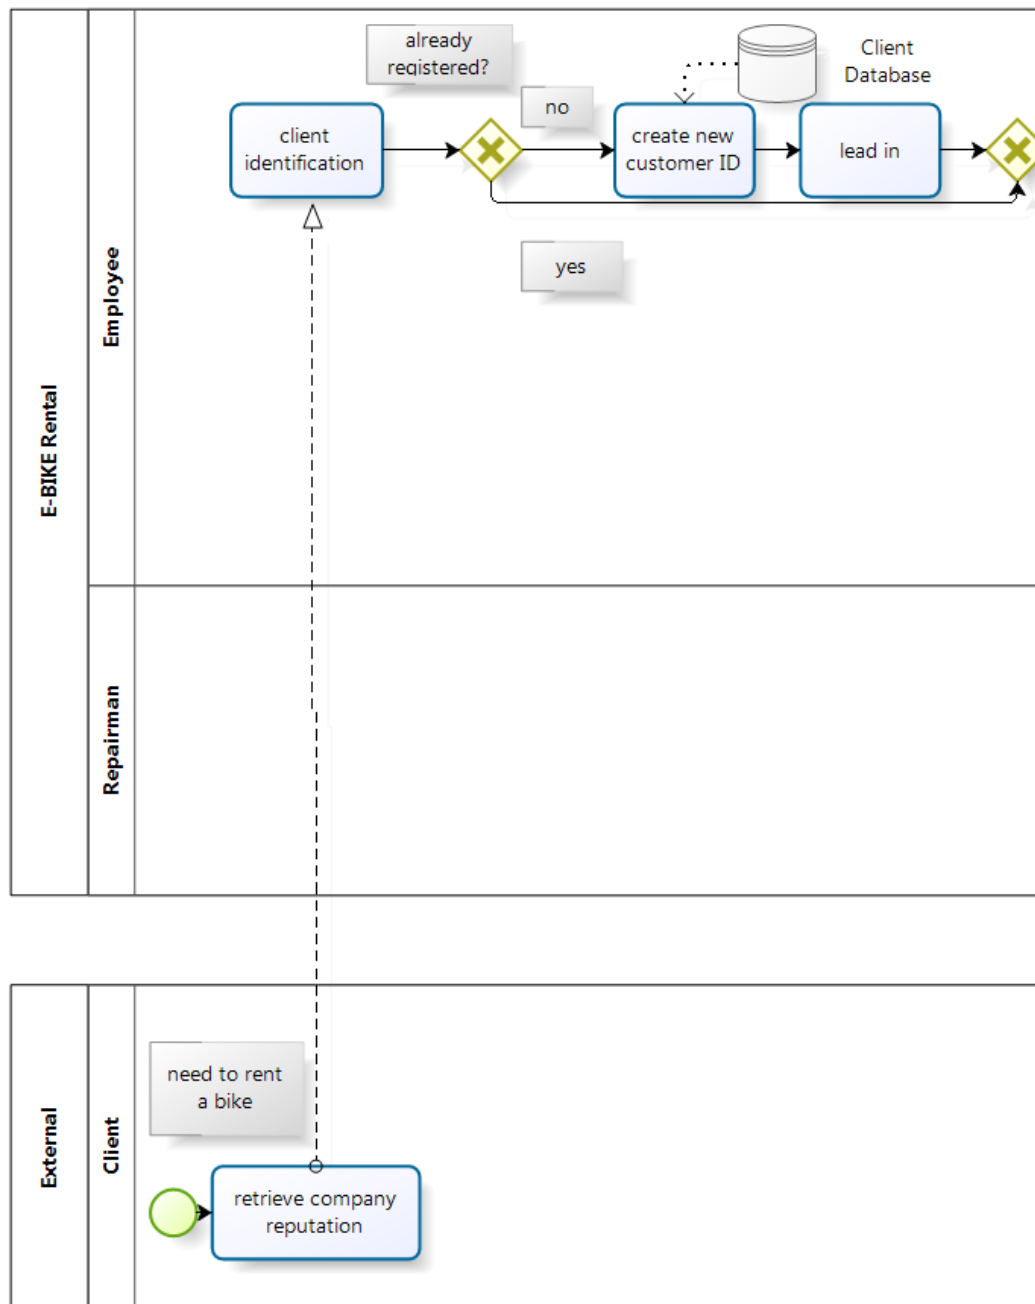 already
registered?
Client
Database
no
client
identification
create new
customer ID
lead in
yes
Employee
E-BIKE Rental
Repairman
need to rent
a bike
External
Client
retrieve company
reputation